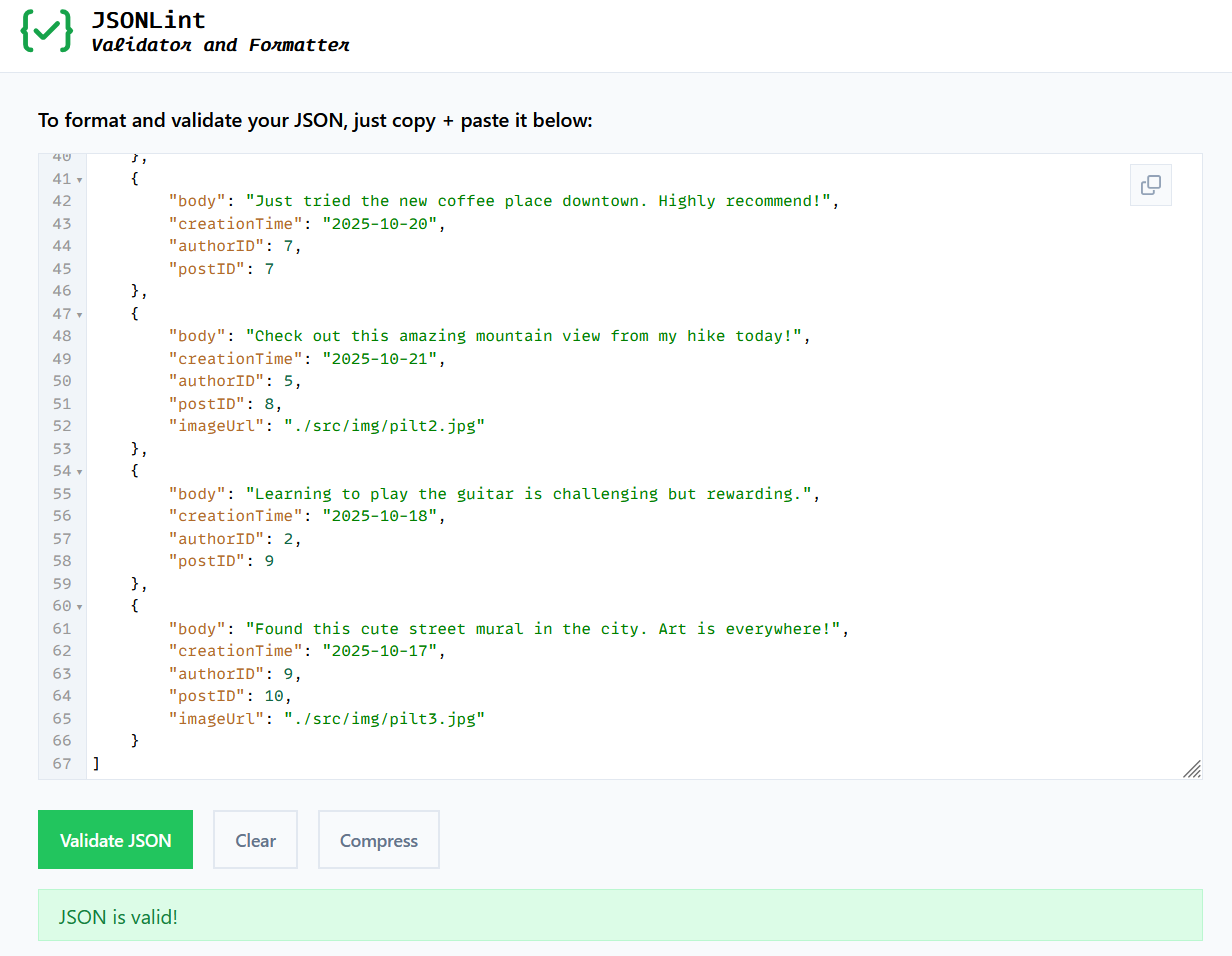 JSONLint
Validator and Formatter
To format and validate your JSON, just copy + paste it below:
40 },
41 {
42 "body": "Just tried the new coffee place downtown. Highly recommend!",
43 "creationTime": "2025-10-20",
44 "authorID": 7,
45 "postID": 7
46 },
47 {
48 "body": "Check out this amazing mountain view from my hike today!",
49 "creationTime": "2025-10-21",
50 "authorID": 5,
51 "postID": 8,
52 "imageUrl": "./src/img/pilt2.jpg"
53 },
54 {
55 "body": "Learning to play the guitar is challenging but rewarding.",
56 "creationTime": "2025-10-18",
57 "authorID": 2,
58 "postID": 9
59 },
60 {
61 "body": "Found this cute street mural in the city. Art is everywhere!",
62 "creationTime": "2025-10-17",
63 "authorID": 9,
64 "postID": 10,
65 "imageUrl": "./src/img/pilt3.jpg"
66 }
67 ]
Validate JSON Clear Compress
JSON is valid!